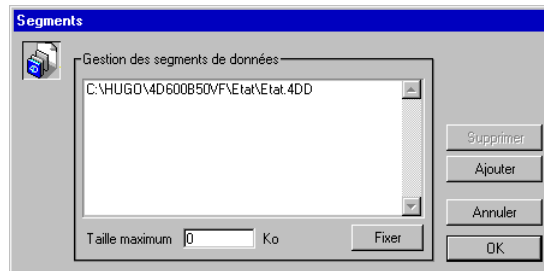 Segments
Gestion des segments de données
C:\HUGO\4D600B50VF\Etat\Etat.4DD
Supprimer
Ajouter
Annuler
Taille maximum 0 Ko Fixer
OK